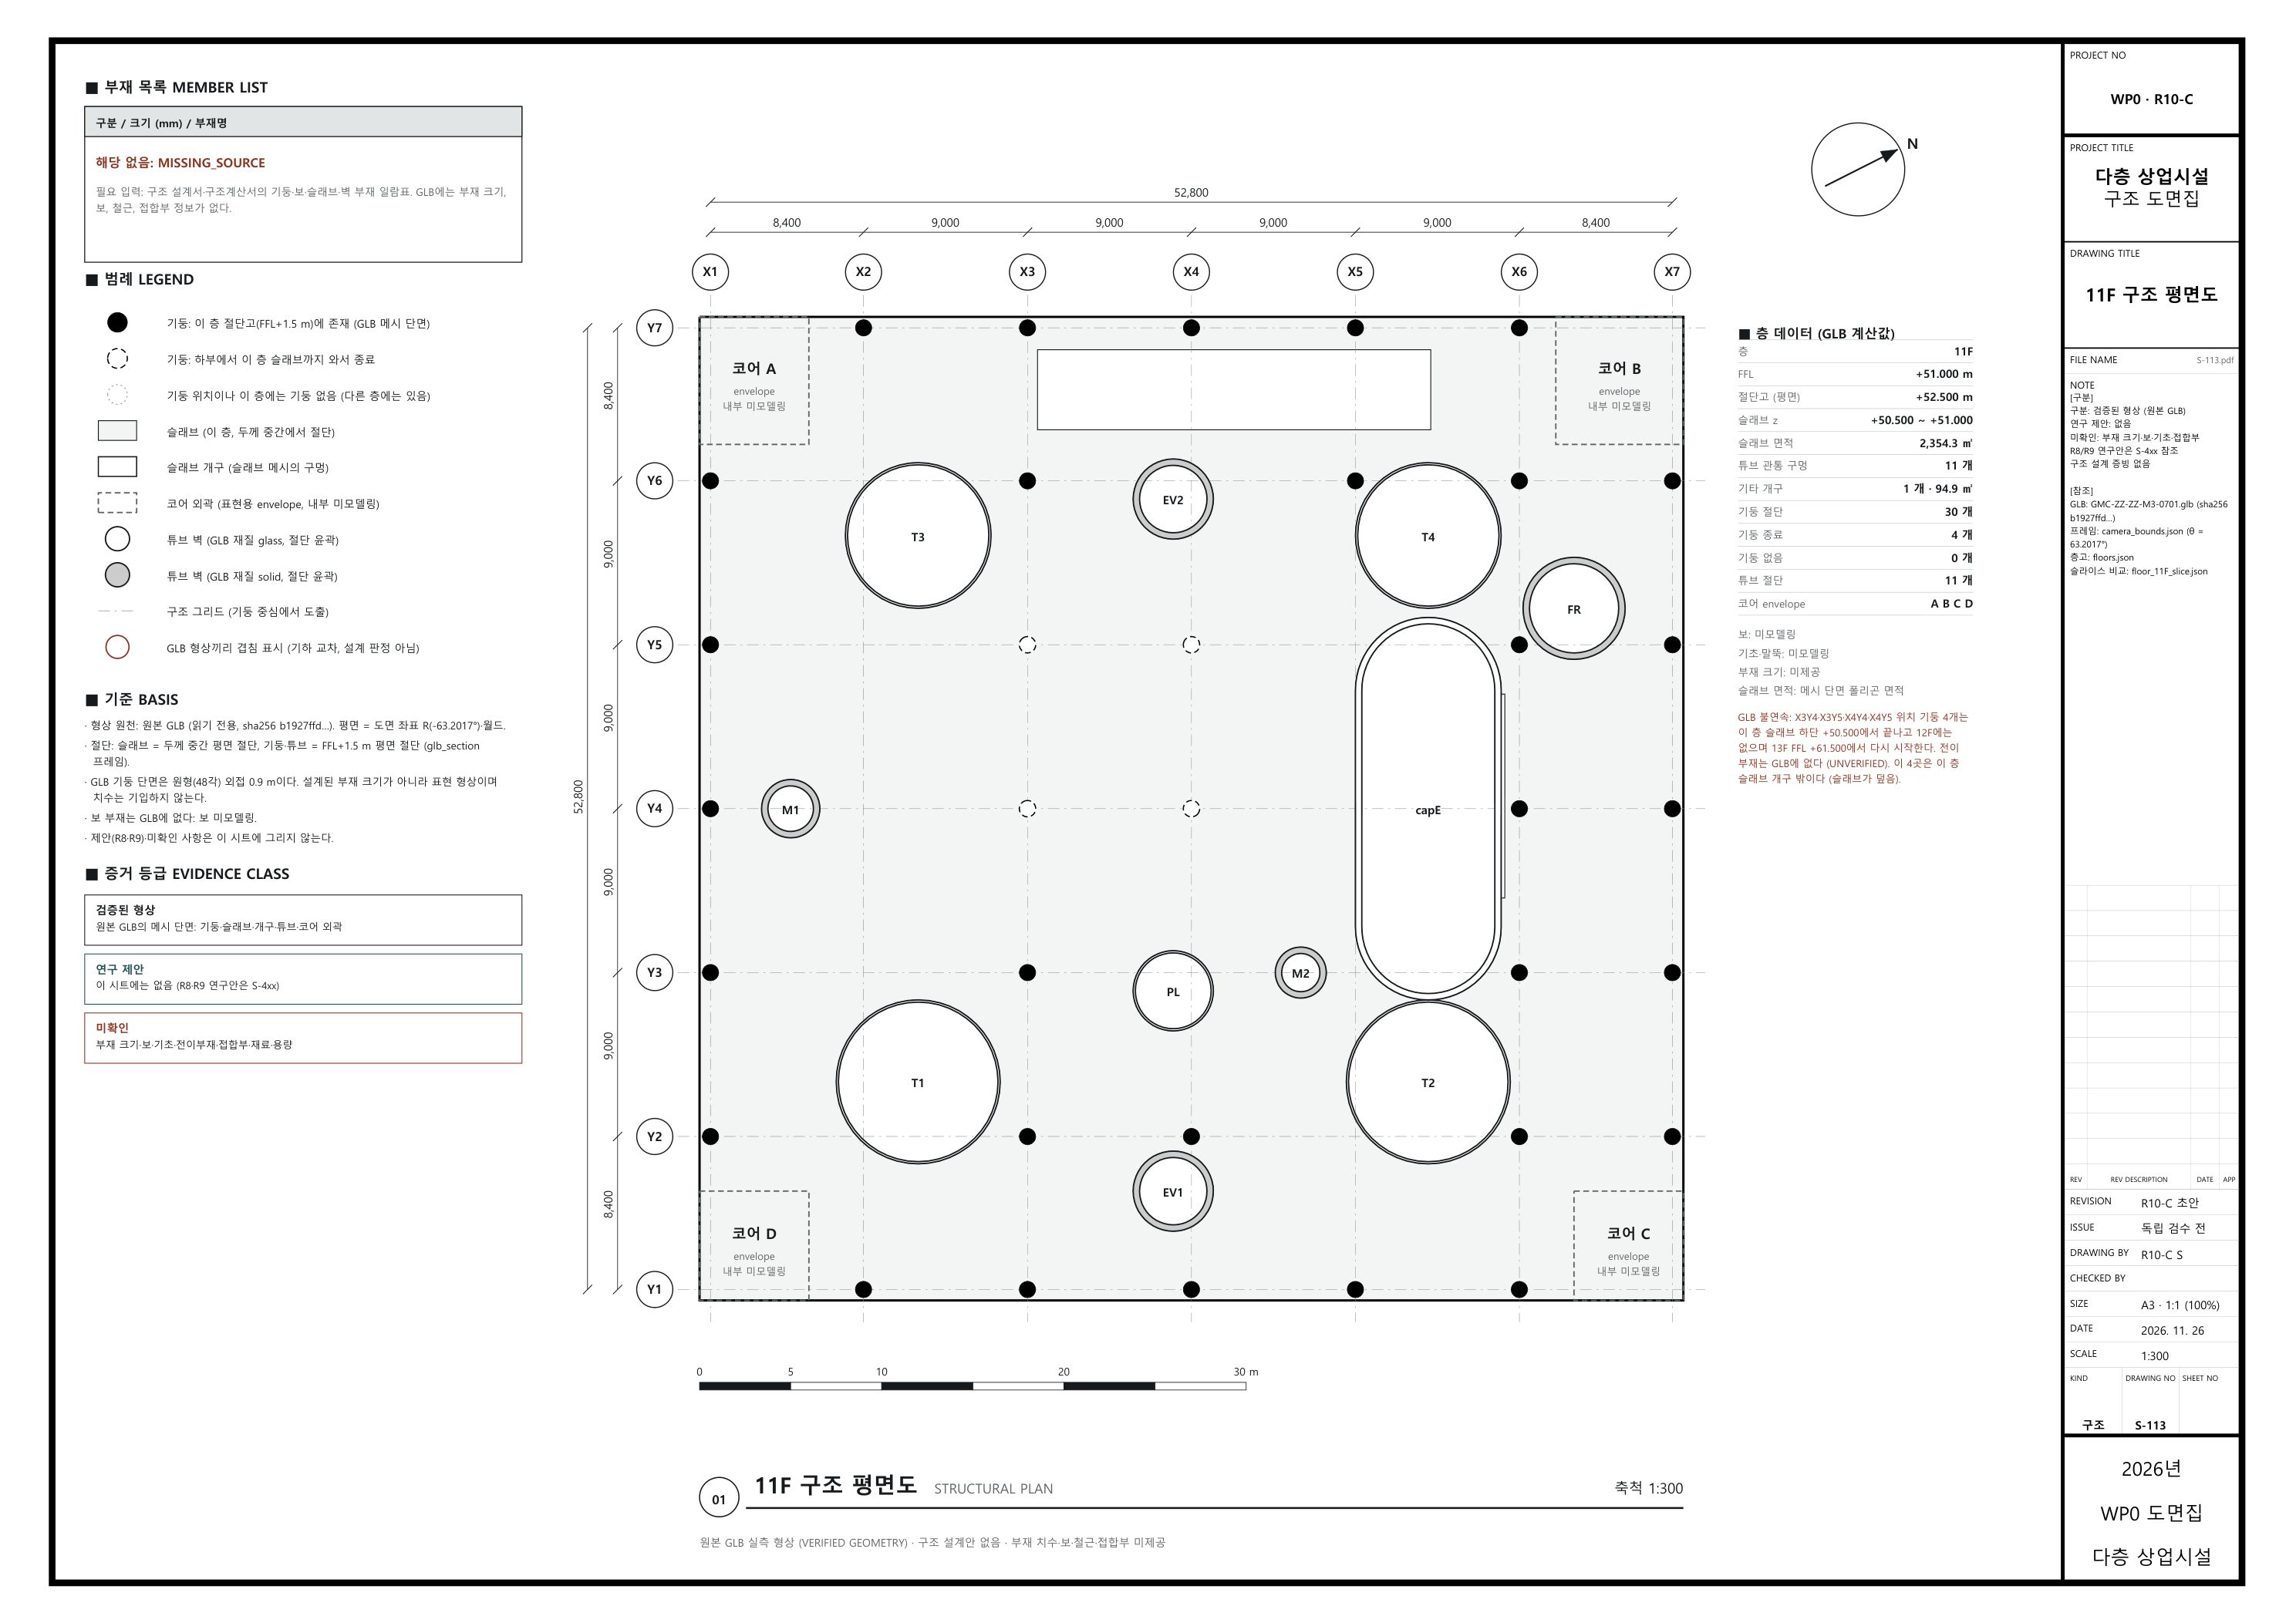 ■ 부재 목록 MEMBER LIST
구분 / 크기 (mm) / 부재명
해당 없음: MISSING_SOURCE
필요 입력: 구조 설계서·구조계산서의 기둥·보·슬래브·벽 부재 일람표. GLB에는 부재 크기,
보, 철근, 접합부 정보가 없다.
■ 범례 LEGEND
기둥: 이 층 절단고(FFL+1.5 m)에 존재 (GLB 메시 단면)
기둥: 하부에서 이 층 슬래브까지 와서 종료
기둥 위치이나 이 층에는 기둥 없음 (다른 층에는 있음)
슬래브 (이 층, 두께 중간에서 절단)
슬래브 개구 (슬래브 메시의 구멍)
코어 외곽 (표현용 envelope, 내부 미모델링)
튜브 벽 (GLB 재질 glass, 절단 윤곽)
튜브 벽 (GLB 재질 solid, 절단 윤곽)
구조 그리드 (기둥 중심에서 도출)
GLB 형상끼리 겹침 표시 (기하 교차, 설계 판정 아님)
■ 기준 BASIS
· 형상 원천: 원본 GLB (읽기 전용, sha256 b1927ffd…). 평면 = 도면 좌표 R(-63.2017°)·월드.
· 절단: 슬래브 = 두께 중간 평면 절단, 기둥·튜브 = FFL+1.5 m 평면 절단 (glb_section
프레임).
· GLB 기둥 단면은 원형(48각) 외접 0.9 m이다. 설계된 부재 크기가 아니라 표현 형상이며
치수는 기입하지 않는다.
· 보 부재는 GLB에 없다: 보 미모델링.
· 제안(R8·R9)·미확인 사항은 이 시트에 그리지 않는다.
■ 증거 등급 EVIDENCE CLASS
검증된 형상
원본 GLB의 메시 단면: 기둥·슬래브·개구·튜브·코어 외곽
연구 제안
이 시트에는 없음 (R8·R9 연구안은 S-4xx)
미확인
부재 크기·보·기초·전이부재·접합부·재료·용량
52,800
8,400
9,000
9,000
9,000
9,000
8,400
X1
X2
X3
X4
X5
X6
X7
Y7
Y6
Y5
Y4
Y3
Y2
Y1
52,800
8,400
9,000
9,000
9,000
9,000
8,400
코어 A
envelope
내부 미모델링
코어 B
envelope
내부 미모델링
T3
EV2
T4
FR
M1
capE
PL
M2
T1
T2
EV1
코어 D
envelope
내부 미모델링
코어 C
envelope
내부 미모델링
0
5
10
20
30 m
01
11F 구조 평면도 STRUCTURAL PLAN
축척 1:300
원본 GLB 실측 형상 (VERIFIED GEOMETRY) · 구조 설계안 없음 · 부재 치수·보·철근·접합부 미제공
N
■ 층 데이터 (GLB 계산값)
층 11F
FFL +51.000 m
절단고 (평면) +52.500 m
슬래브 z +50.500 ~ +51.000
슬래브 면적 2,354.3 ㎡
튜브 관통 구멍 11 개
기타 개구 1 개 · 94.9 ㎡
기둥 절단 30 개
기둥 종료 4 개
기둥 없음 0 개
튜브 절단 11 개
코어 envelope A B C D
보: 미모델링
기초·말뚝: 미모델링
부재 크기: 미제공
슬래브 면적: 메시 단면 폴리곤 면적
GLB 불연속: X3Y4·X3Y5·X4Y4·X4Y5 위치 기둥 4개는
이 층 슬래브 하단 +50.500에서 끝나고 12F에는
없으며 13F FFL +61.500에서 다시 시작한다. 전이
부재는 GLB에 없다 (UNVERIFIED). 이 4곳은 이 층
슬래브 개구 밖이다 (슬래브가 덮음).
PROJECT NO
WP0 · R10-C
PROJECT TITLE
다층 상업시설
구조 도면집
DRAWING TITLE
11F 구조 평면도
FILE NAME S-113.pdf
NOTE
[구분]
구분: 검증된 형상 (원본 GLB)
연구 제안: 없음
미확인: 부재 크기·보·기초·접합부
R8/R9 연구안은 S-4xx 참조
구조 설계 증빙 없음
[참조]
GLB: GMC-ZZ-ZZ-M3-0701.glb (sha256
b1927ffd…)
프레임: camera_bounds.json (θ =
63.2017°)
층고: floors.json
슬라이스 비교: floor_11F_slice.json
REV REV DESCRIPTION DATE APP
REVISION R10-C 초안
ISSUE 독립 검수 전
DRAWING BY R10-C S
CHECKED BY
SIZE A3 · 1:1 (100%)
DATE 2026. 11. 26
SCALE 1:300
KIND DRAWING NO SHEET NO
구조 S-113
2026년
WP0 도면집
다층 상업시설